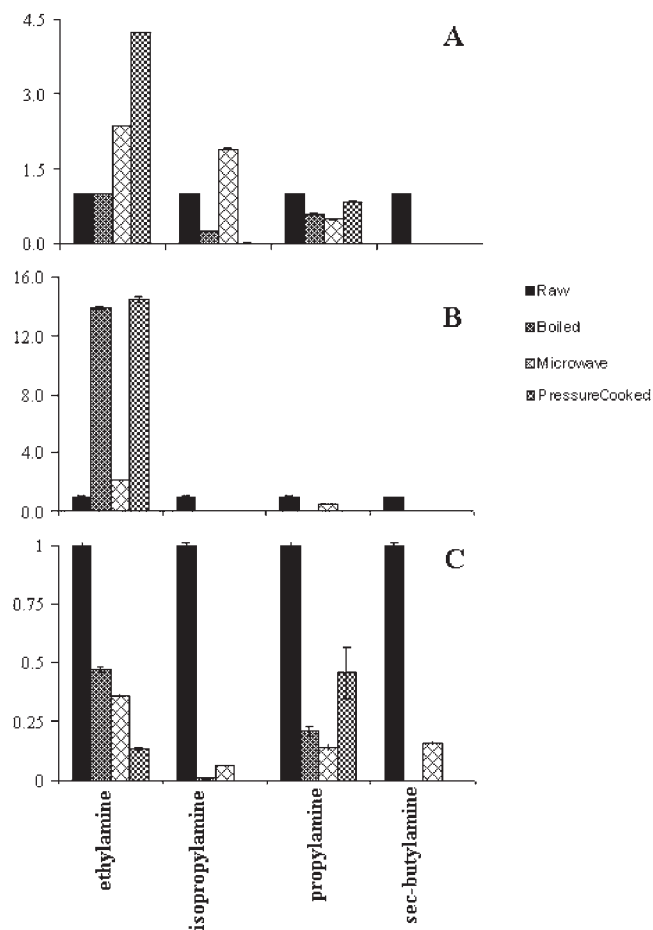 A
4.5
3.0
1.5
0.0
B
16.0
12.0
8.0
4.0
0.0
Raw
Boiled
Microwave
PressureCooked
C
1
0.75
0.5
0.25
0
ethylamine
isopropylamine
propylamine
sec-butylamine